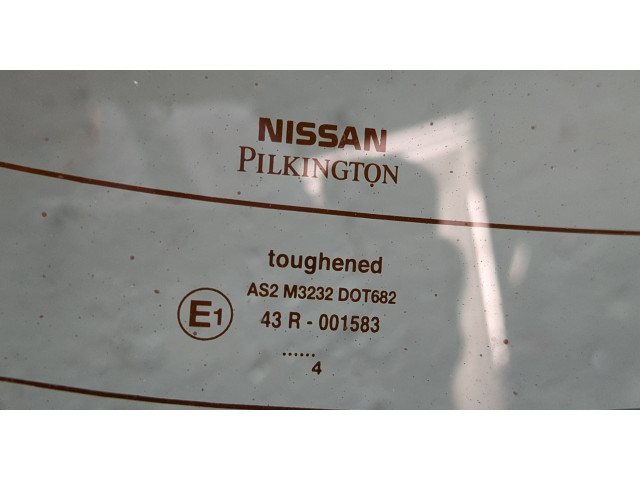 NISSAN
PILKINGTON
toughened
AS2 M3232 DOT682
E1 43 R - 001583
......
4